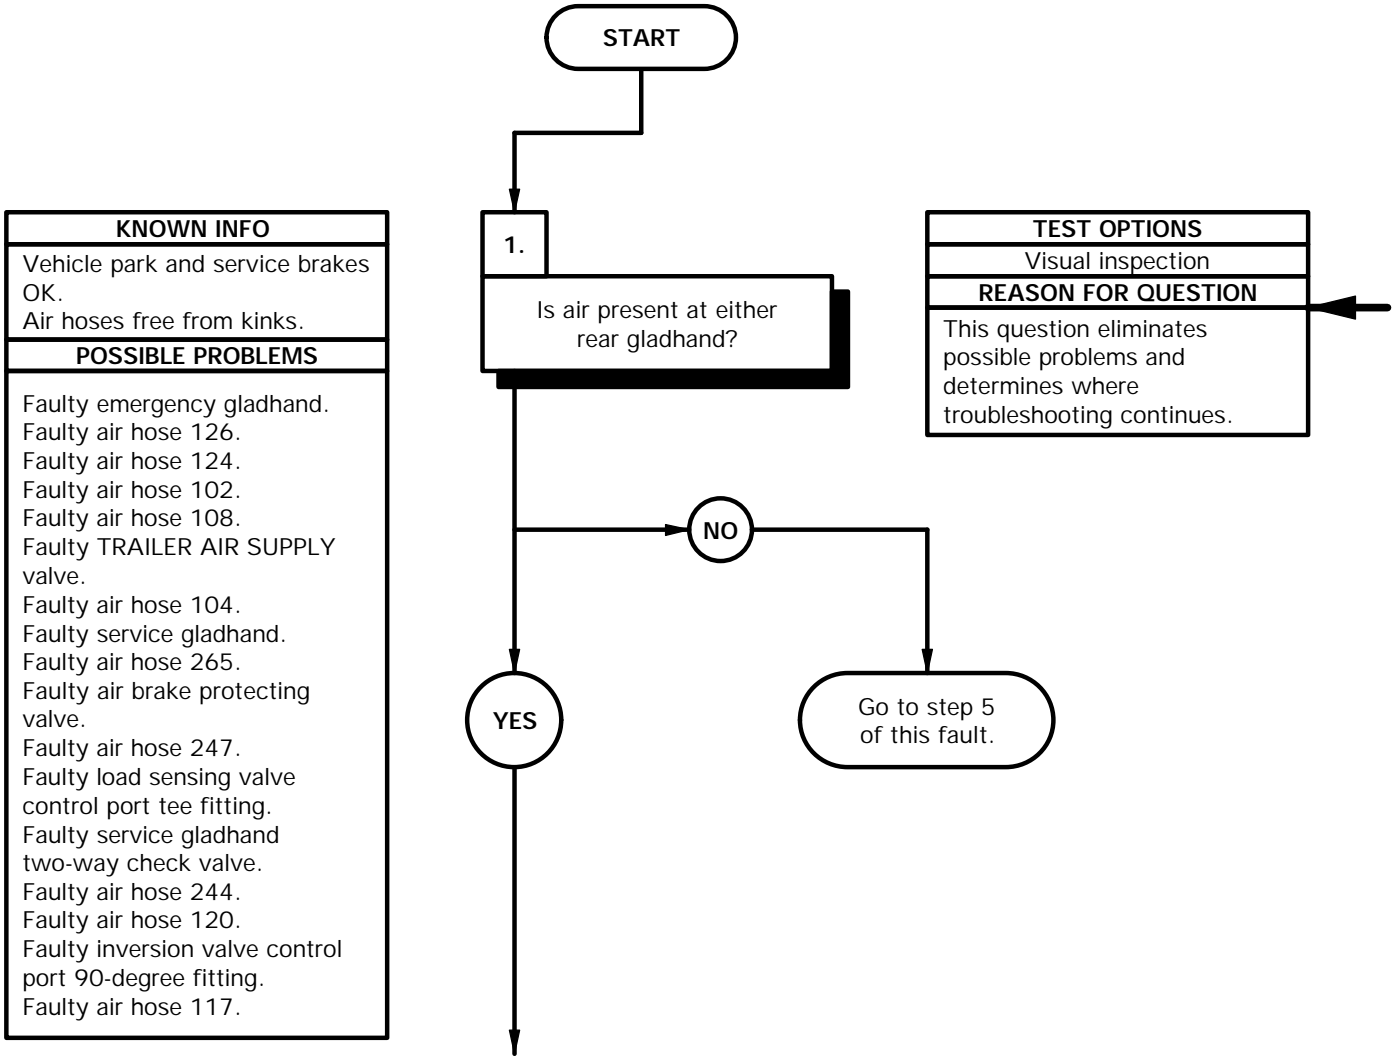 START
KNOWN INFO
Vehicle park and service brakes
OK.
Air hoses free from kinks.
POSSIBLE PROBLEMS
Faulty emergency gladhand.
Faulty air hose 126.
Faulty air hose 124.
Faulty air hose 102.
Faulty air hose 108.
Faulty TRAILER AIR SUPPLY
valve.
Faulty air hose 104.
Faulty service gladhand.
Faulty air hose 265.
Faulty air brake protecting
valve.
Faulty air hose 247.
Faulty load sensing valve
control port tee fitting.
Faulty service gladhand
two-way check valve.
Faulty air hose 244.
Faulty air hose 120.
Faulty inversion valve control
port 90-degree fitting.
Faulty air hose 117.
1.
Is air present at either
rear gladhand?
TEST OPTIONS
Visual inspection
REASON FOR QUESTION
This question eliminates
possible problems and
determines where
troubleshooting continues.
NO
YES
Go to step 5
of this fault.